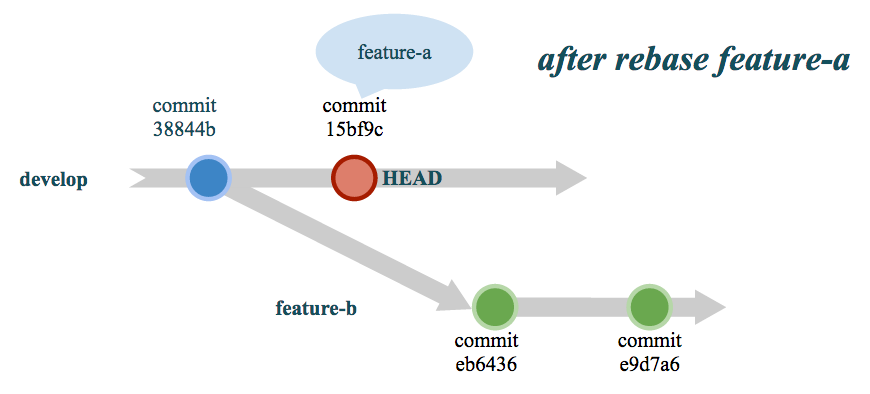 feature-a
after rebase feature-a
commit
38844b
commit
15bf9c
develop
HEAD
feature-b
commit
eb6436
commit
e9d7a6